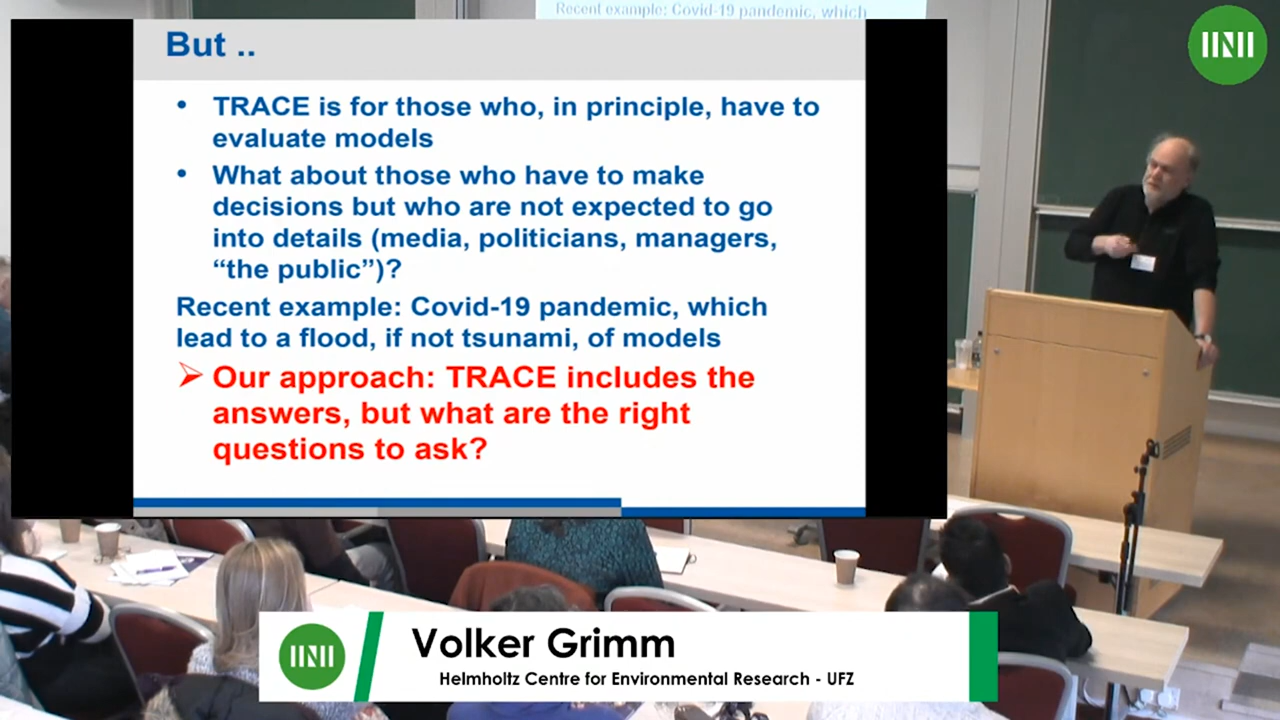 Recent example: Covid-19 pandemic, which
But ..
• TRACE is for those who, in principle, have to
evaluate models
• What about those who have to make
decisions but who are not expected to go
into details (media, politicians, managers,
“the public”)?
Recent example: Covid-19 pandemic, which
lead to a flood, if not tsunami, of models
➢ Our approach: TRACE includes the
answers, but what are the right
questions to ask?
Volker Grimm
Helmholtz Centre for Environmental Research - UFZ